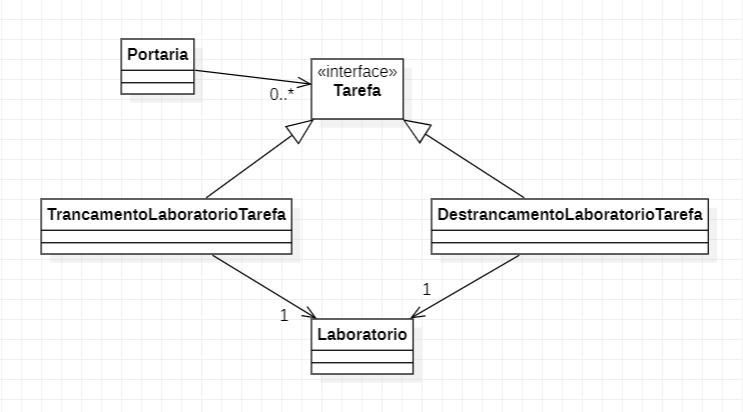 Portaria
0..*
«interface»
Tarefa
TrancamentoLaboratorioTarefa
DestrancamentoLaboratorioTarefa
1
1
Laboratorio